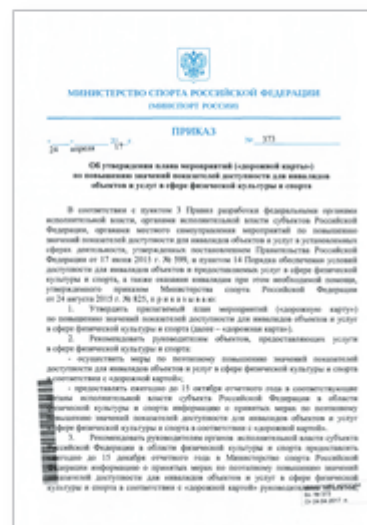 МИНИСТЕРСТВО СПОРТА РОССИЙСКОЙ ФЕДЕРАЦИИ
(МИНСПОРТ РОССИИ)
ПРИКАЗ
« 24 » апреля 20 17 г. № 373
Об утверждении плана мероприятий («дорожной карты»)
по повышению значений показателей доступности для инвалидов
объектов и услуг в сфере физической культуры и спорта
В соответствии с пунктом 3 Правил разработки федеральными органами
исполнительной власти, органами исполнительной власти субъектов Российской
Федерации, органами местного самоуправления мероприятий по повышению
значений показателей доступности для инвалидов объектов и услуг в установленных
сферах деятельности, утвержденных постановлением Правительства Российской
Федерации от 17 июня 2015 г. № 599, и пунктом 14 Порядка обеспечения условий
доступности для инвалидов объектов и предоставляемых услуг в сфере физической
культуры и спорта, а также оказания инвалидам при этом необходимой помощи,
утвержденного приказом Министерства спорта Российской Федерации
от 24 августа 2015 г. № 825, п р и к а з ы в а ю:
1. Утвердить прилагаемый план мероприятий («дорожную карту»)
по повышению значений показателей доступности для инвалидов объектов и услуг
в сфере физической культуры и спорта (далее – «дорожная карта»).
2. Рекомендовать руководителям объектов, предоставляющих услуги
в сфере физической культуры и спорта:
- осуществить меры по поэтапному повышению значений показателей
доступности для инвалидов объектов и услуг в сфере физической культуры и спорта
в соответствии с «дорожной картой»;
- предоставлять ежегодно до 15 октября отчетного года в соответствующие
органы исполнительной власти субъекта Российской Федерации в области
физической культуры и спорта информацию о принятых мерах по поэтапному
повышению значений показателей доступности для инвалидов объектов и услуг
в сфере физической культуры и спорта в соответствии с «дорожной картой».
3. Рекомендовать руководителям органов исполнительной власти субъекта
Российской Федерации в области физической культуры и спорта предоставлять
ежегодно до 15 декабря отчетного года в Министерство спорта Российской
Федерации информацию о принятых мерах по поэтапному повышению значений
показателей доступности для инвалидов объектов и услуг в сфере физической
культуры и спорта в соответствии с «дорожной картой» руководителями объектов,